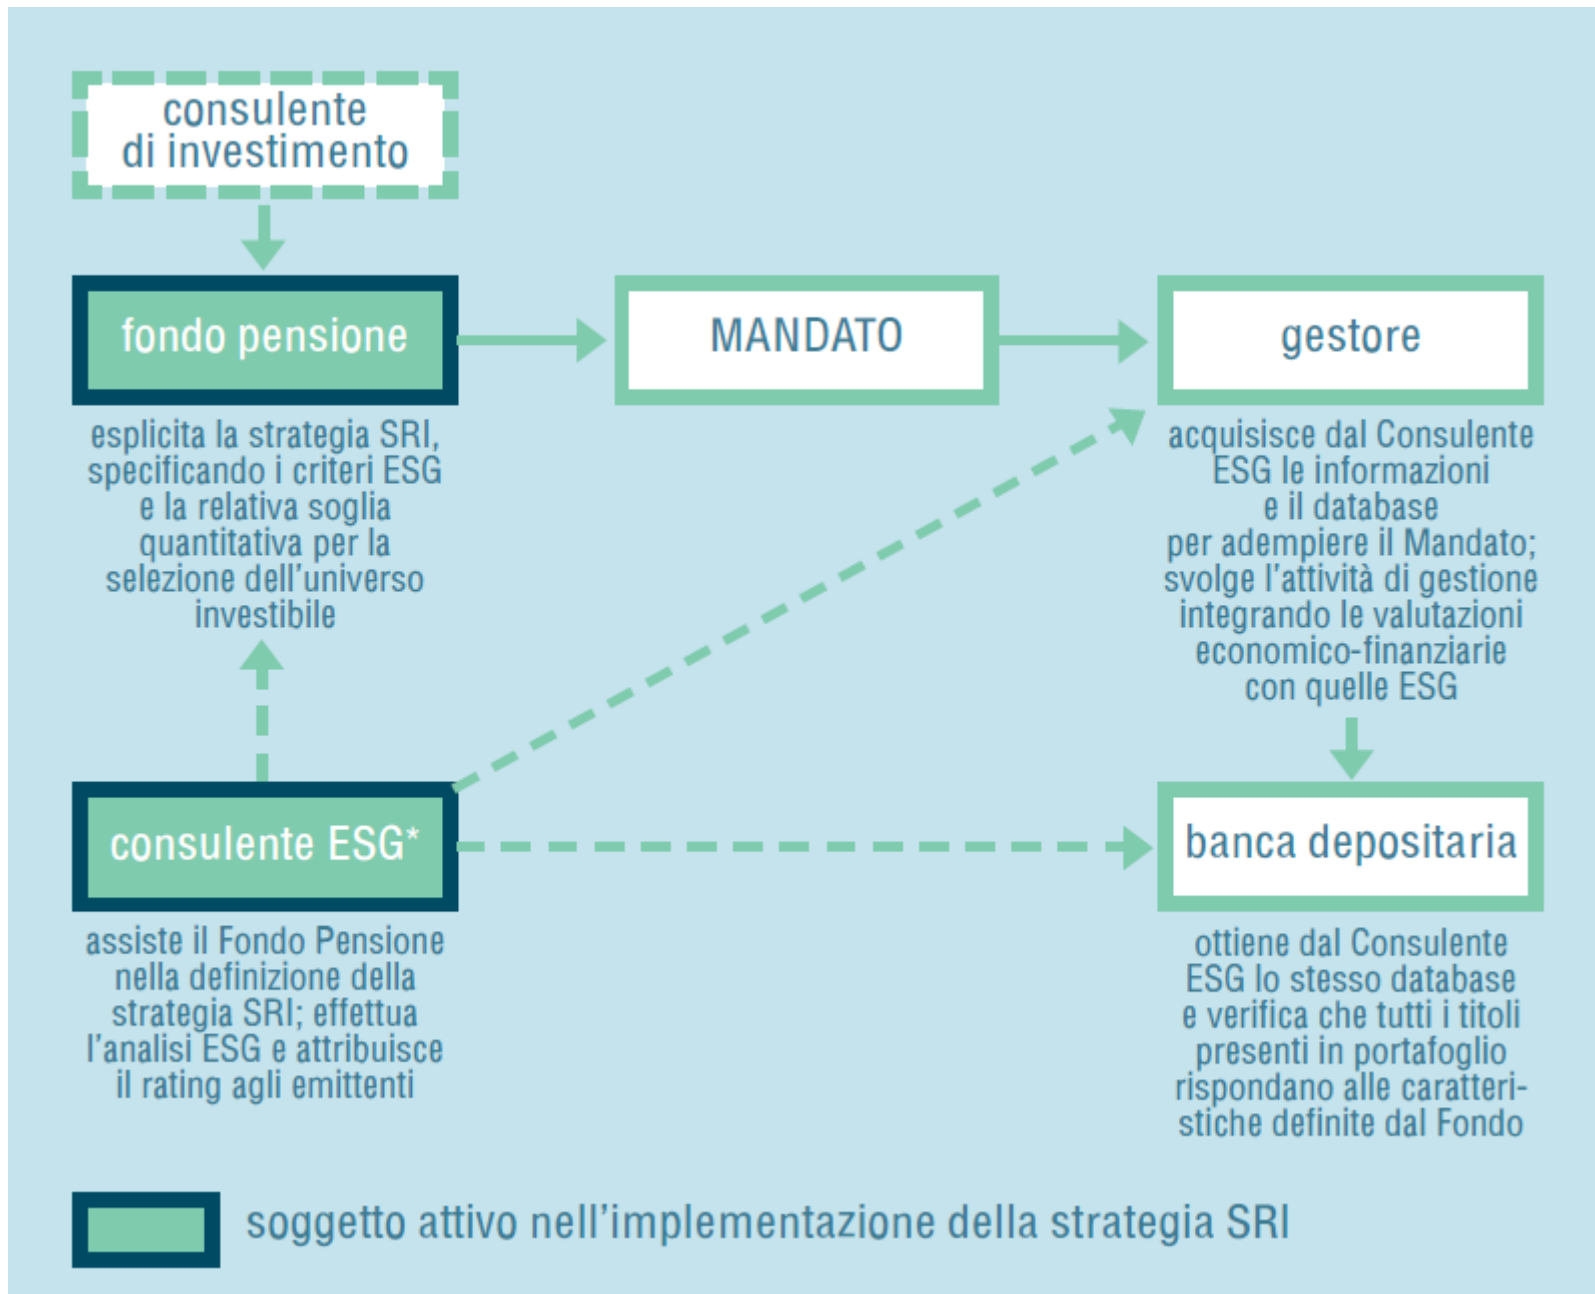 consulente
di investimento
fondo pensione
MANDATO
gestore
esplicita la strategia SRI,
specificando i criteri ESG
e la relativa soglia
quantitativa per la
selezione dell'universo
investibile
acquisisce dal Consulente
ESG le informazioni
e il database
per adempiere il Mandato;
svolge l'attività di gestione
integrando le valutazioni
economico-finanziarie
con quelle ESG
consulente ESG*
banca depositaria
assiste il Fondo Pensione
nella definizione della
strategia SRI; effettua
l'analisi ESG e attribuisce
il rating agli emittenti
ottiene dal Consulente
ESG lo stesso database
e verifica che tutti i titoli
presenti in portafoglio
rispondano alle caratteri-
stiche definite dal Fondo
soggetto attivo nell'implementazione della strategia SRI